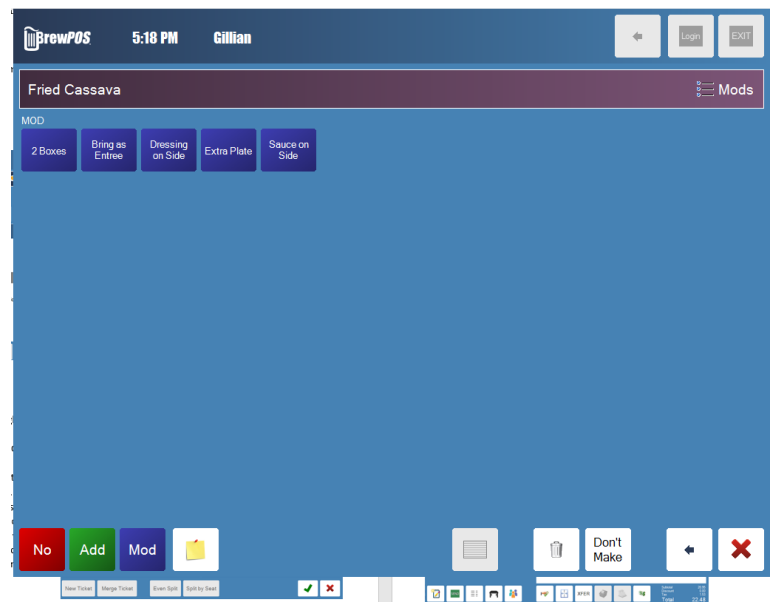 BrewPOS 5:18 PM Gillian Login EXIT
Fried Cassava Mods
MOD
2 Boxes
Bring as
Entree
Dressing
on Side
Extra Plate
Sauce on
Side
No Add Mod
Don't
Make
New Ticket Merge Ticket Even Split Split by Seat
XFER
Total 22.48